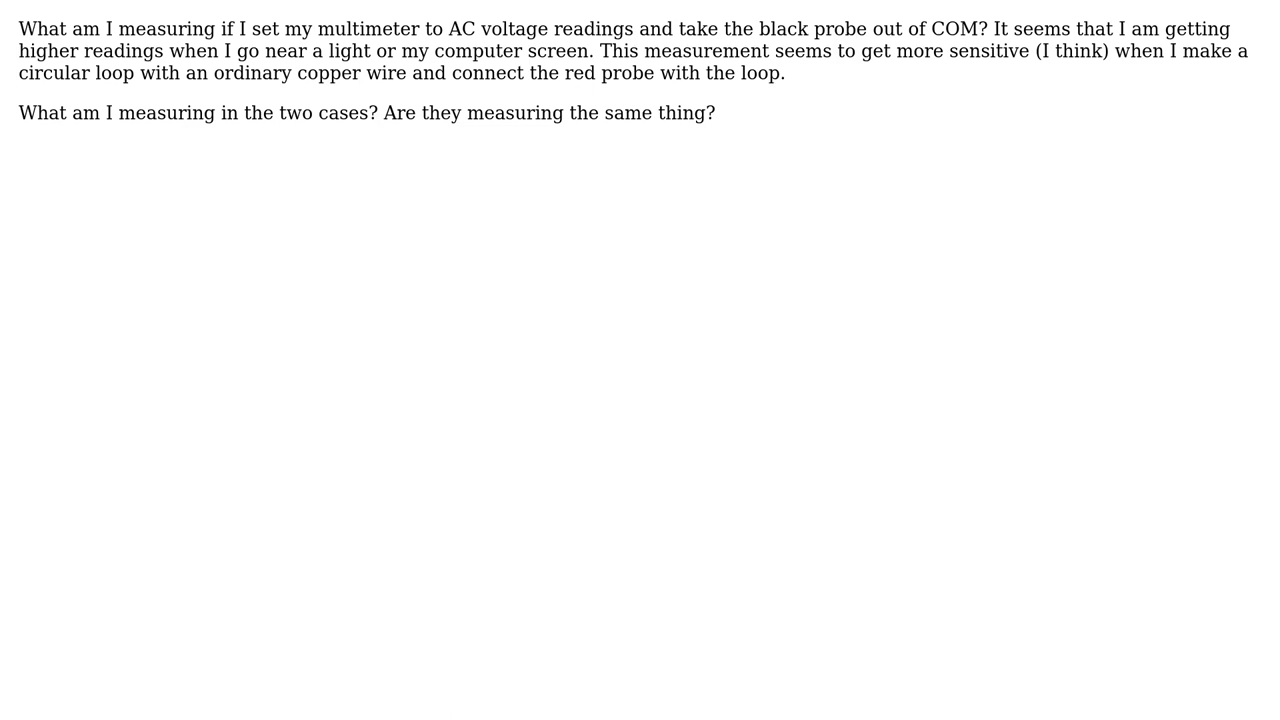 What am I measuring if I set my multimeter to AC voltage readings and take the black probe out of COM? It seems that I am getting
higher readings when I go near a light or my computer screen. This measurement seems to get more sensitive (I think) when I make a
circular loop with an ordinary copper wire and connect the red probe with the loop.
What am I measuring in the two cases? Are they measuring the same thing?